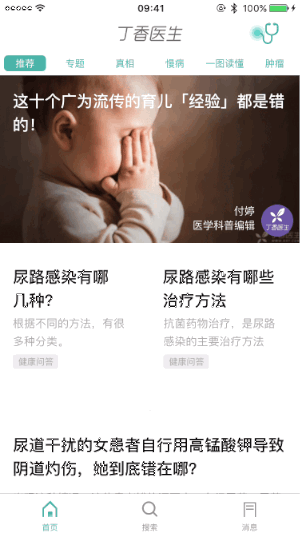 09:41
100%
丁香医生
推荐 专题 真相 慢病 一图读懂 肿瘤
这十个广为流传的育儿「经验」都是错
的！
付婷
医学科普编辑
丁香医生
尿路感染有哪
几种?
根据不同的方法，有很
多种分类。
健康问答
尿路感染有哪些
治疗方法
抗菌药物治疗，是尿路
感染的主要治疗方法
健康问答
尿道干扰的女患者自行用高锰酸钾导致
阴道灼伤，她到底错在哪?
首页 搜索 消息